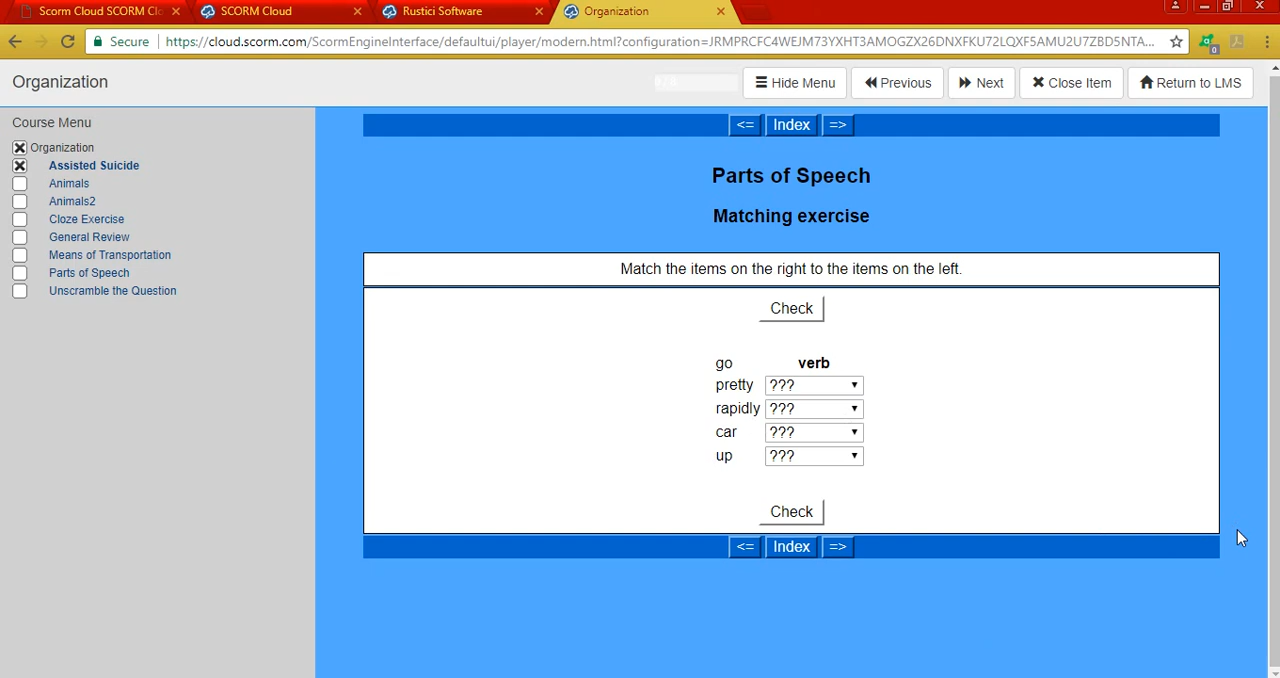 Scorm Cloud SCORM Clo
SCORM Cloud
Rustici Software
Organization
Secure
https://cloud.scorm.com/ScormEngineInterface/defaultui/player/modern.html?configuration=JRMPRCFC4WEJM73YXHT3AMOGZX26DNXFKU72LQXF5AMU2U7ZBD5NTA...
0
Organization
Hide Menu
Previous
Next
Close Item
Return to LMS
Course Menu
Organization
Assisted Suicide
Animals
Animals2
Cloze Exercise
General Review
Means of Transportation
Parts of Speech
Unscramble the Question
<= Index =>
Parts of Speech
Matching exercise
Match the items on the right to the items on the left.
Check
go verb
pretty ???
rapidly ???
car ???
up ???
Check
<= Index =>